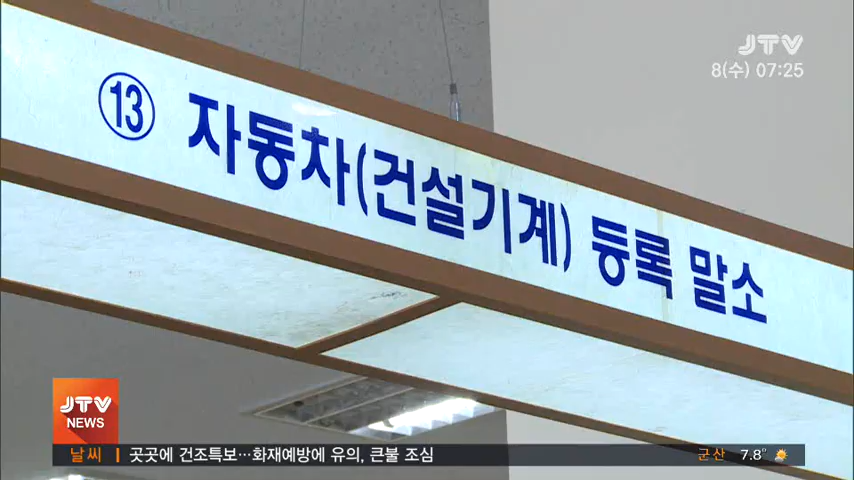 JTV
8(수) 07:25
⑬ 자동차(건설기계) 등록 말소
JTV
NEWS
날씨 곳곳에 건조특보…화재예방에 유의, 큰불 조심 군산 7.8°